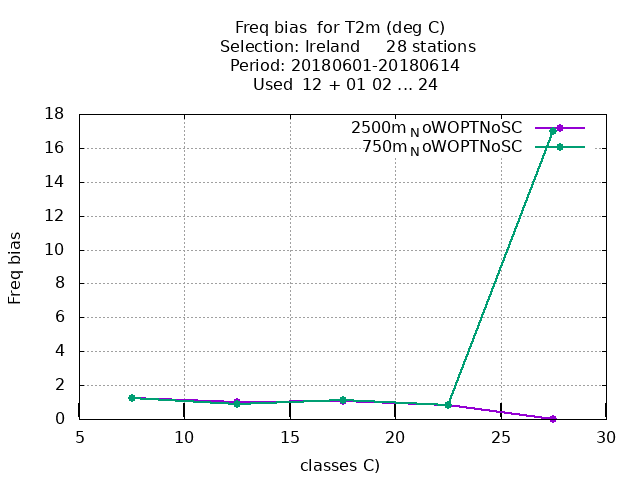 Freq bias  for T2m (deg C)
Selection: Ireland     28 stations
Period: 20180601-20180614
Used  12 + 01 02 ... 24
2500m_NoWOPTNoSC
750m_NoWOPTNoSC
Freq bias
18
16
14
12
10
8
6
4
2
0
5 10 15 20 25 30
classes C)